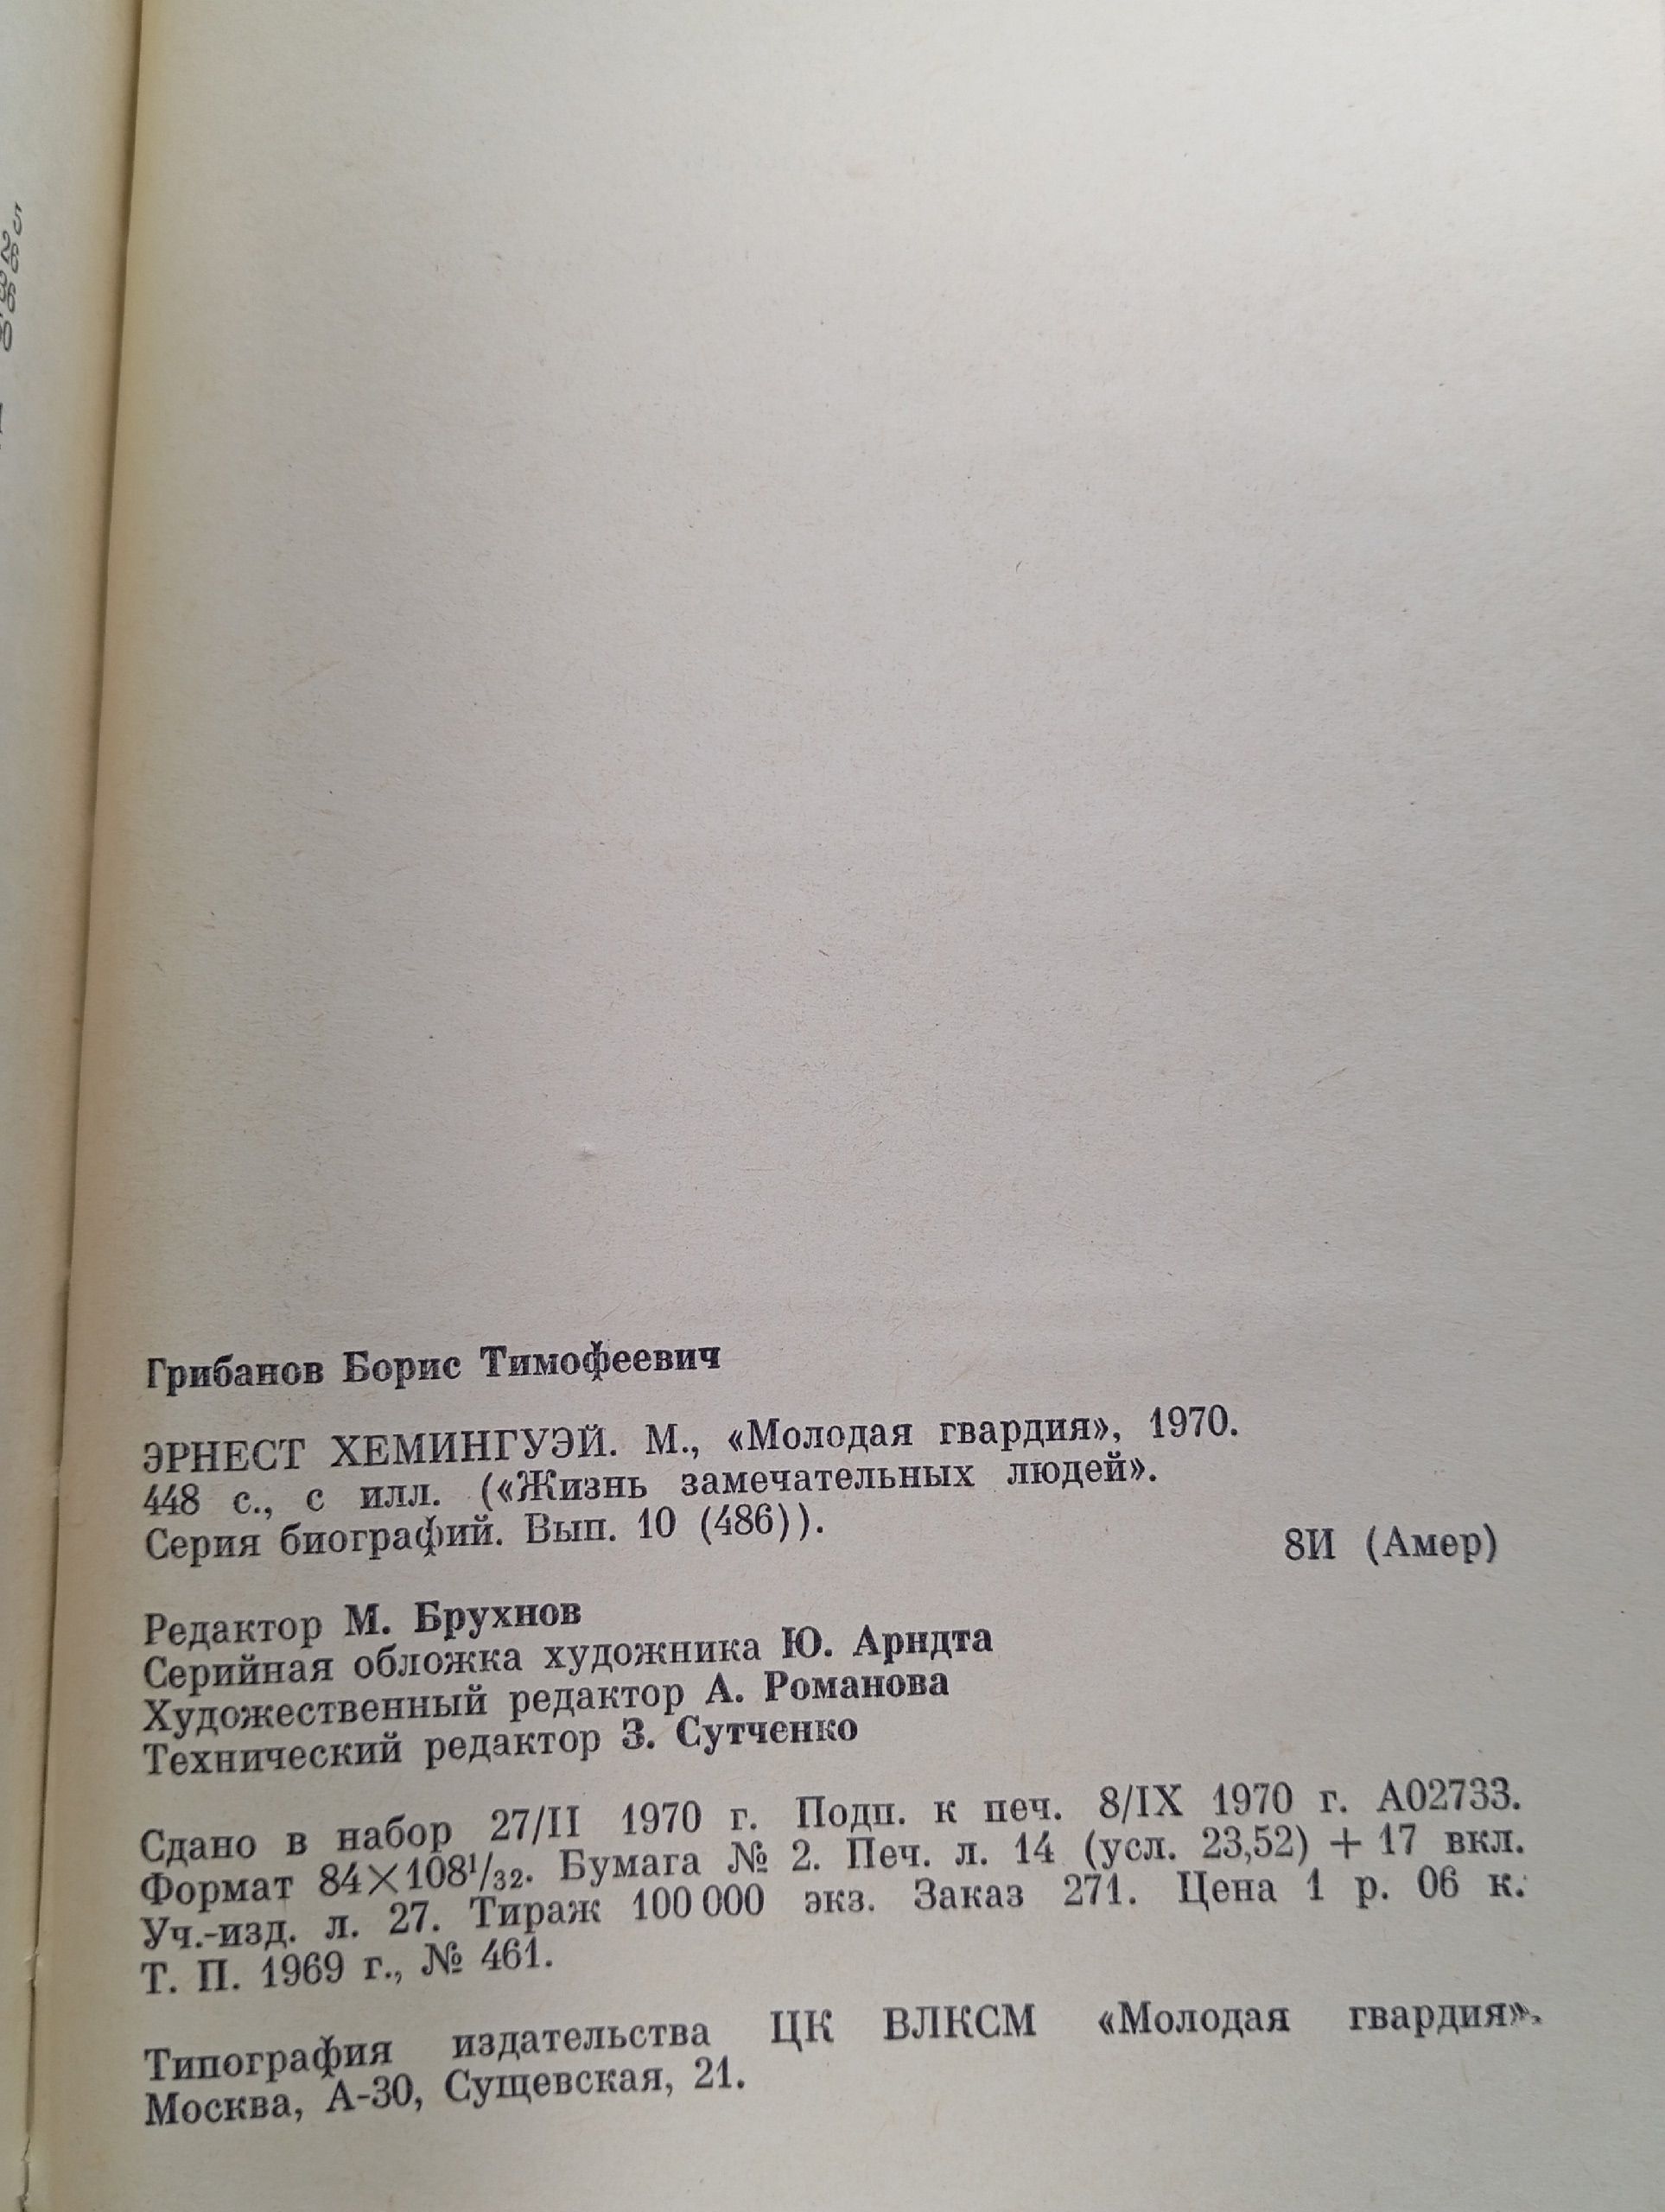 Грибанов Борис Тимофеевич
ЭРНЕСТ ХЕМИНГУЭЙ. М., «Молодая гвардия», 1970.
448 с., с илл. («Жизнь замечательных людей».
Серия биографий. Вып. 10 (486)).
8И (Амер)
Редактор М. Брухнов
Серийная обложка художника Ю. Арндта
Художественный редактор А. Романова
Технический редактор З. Сутченко
Сдано в набор 27/II 1970 г. Подп. к печ. 8/IX 1970 г. А02733.
Формат 84×108¹/₃₂. Бумага № 2. Печ. л. 14 (усл. 23,52) + 17 вкл.
Уч.-изд. л. 27. Тираж 100 000 экз. Заказ 271. Цена 1 р. 06 к.
Т. П. 1969 г., № 461.
Типография издательства ЦК ВЛКСМ «Молодая гвардия».
Москва, А-30, Сущевская, 21.